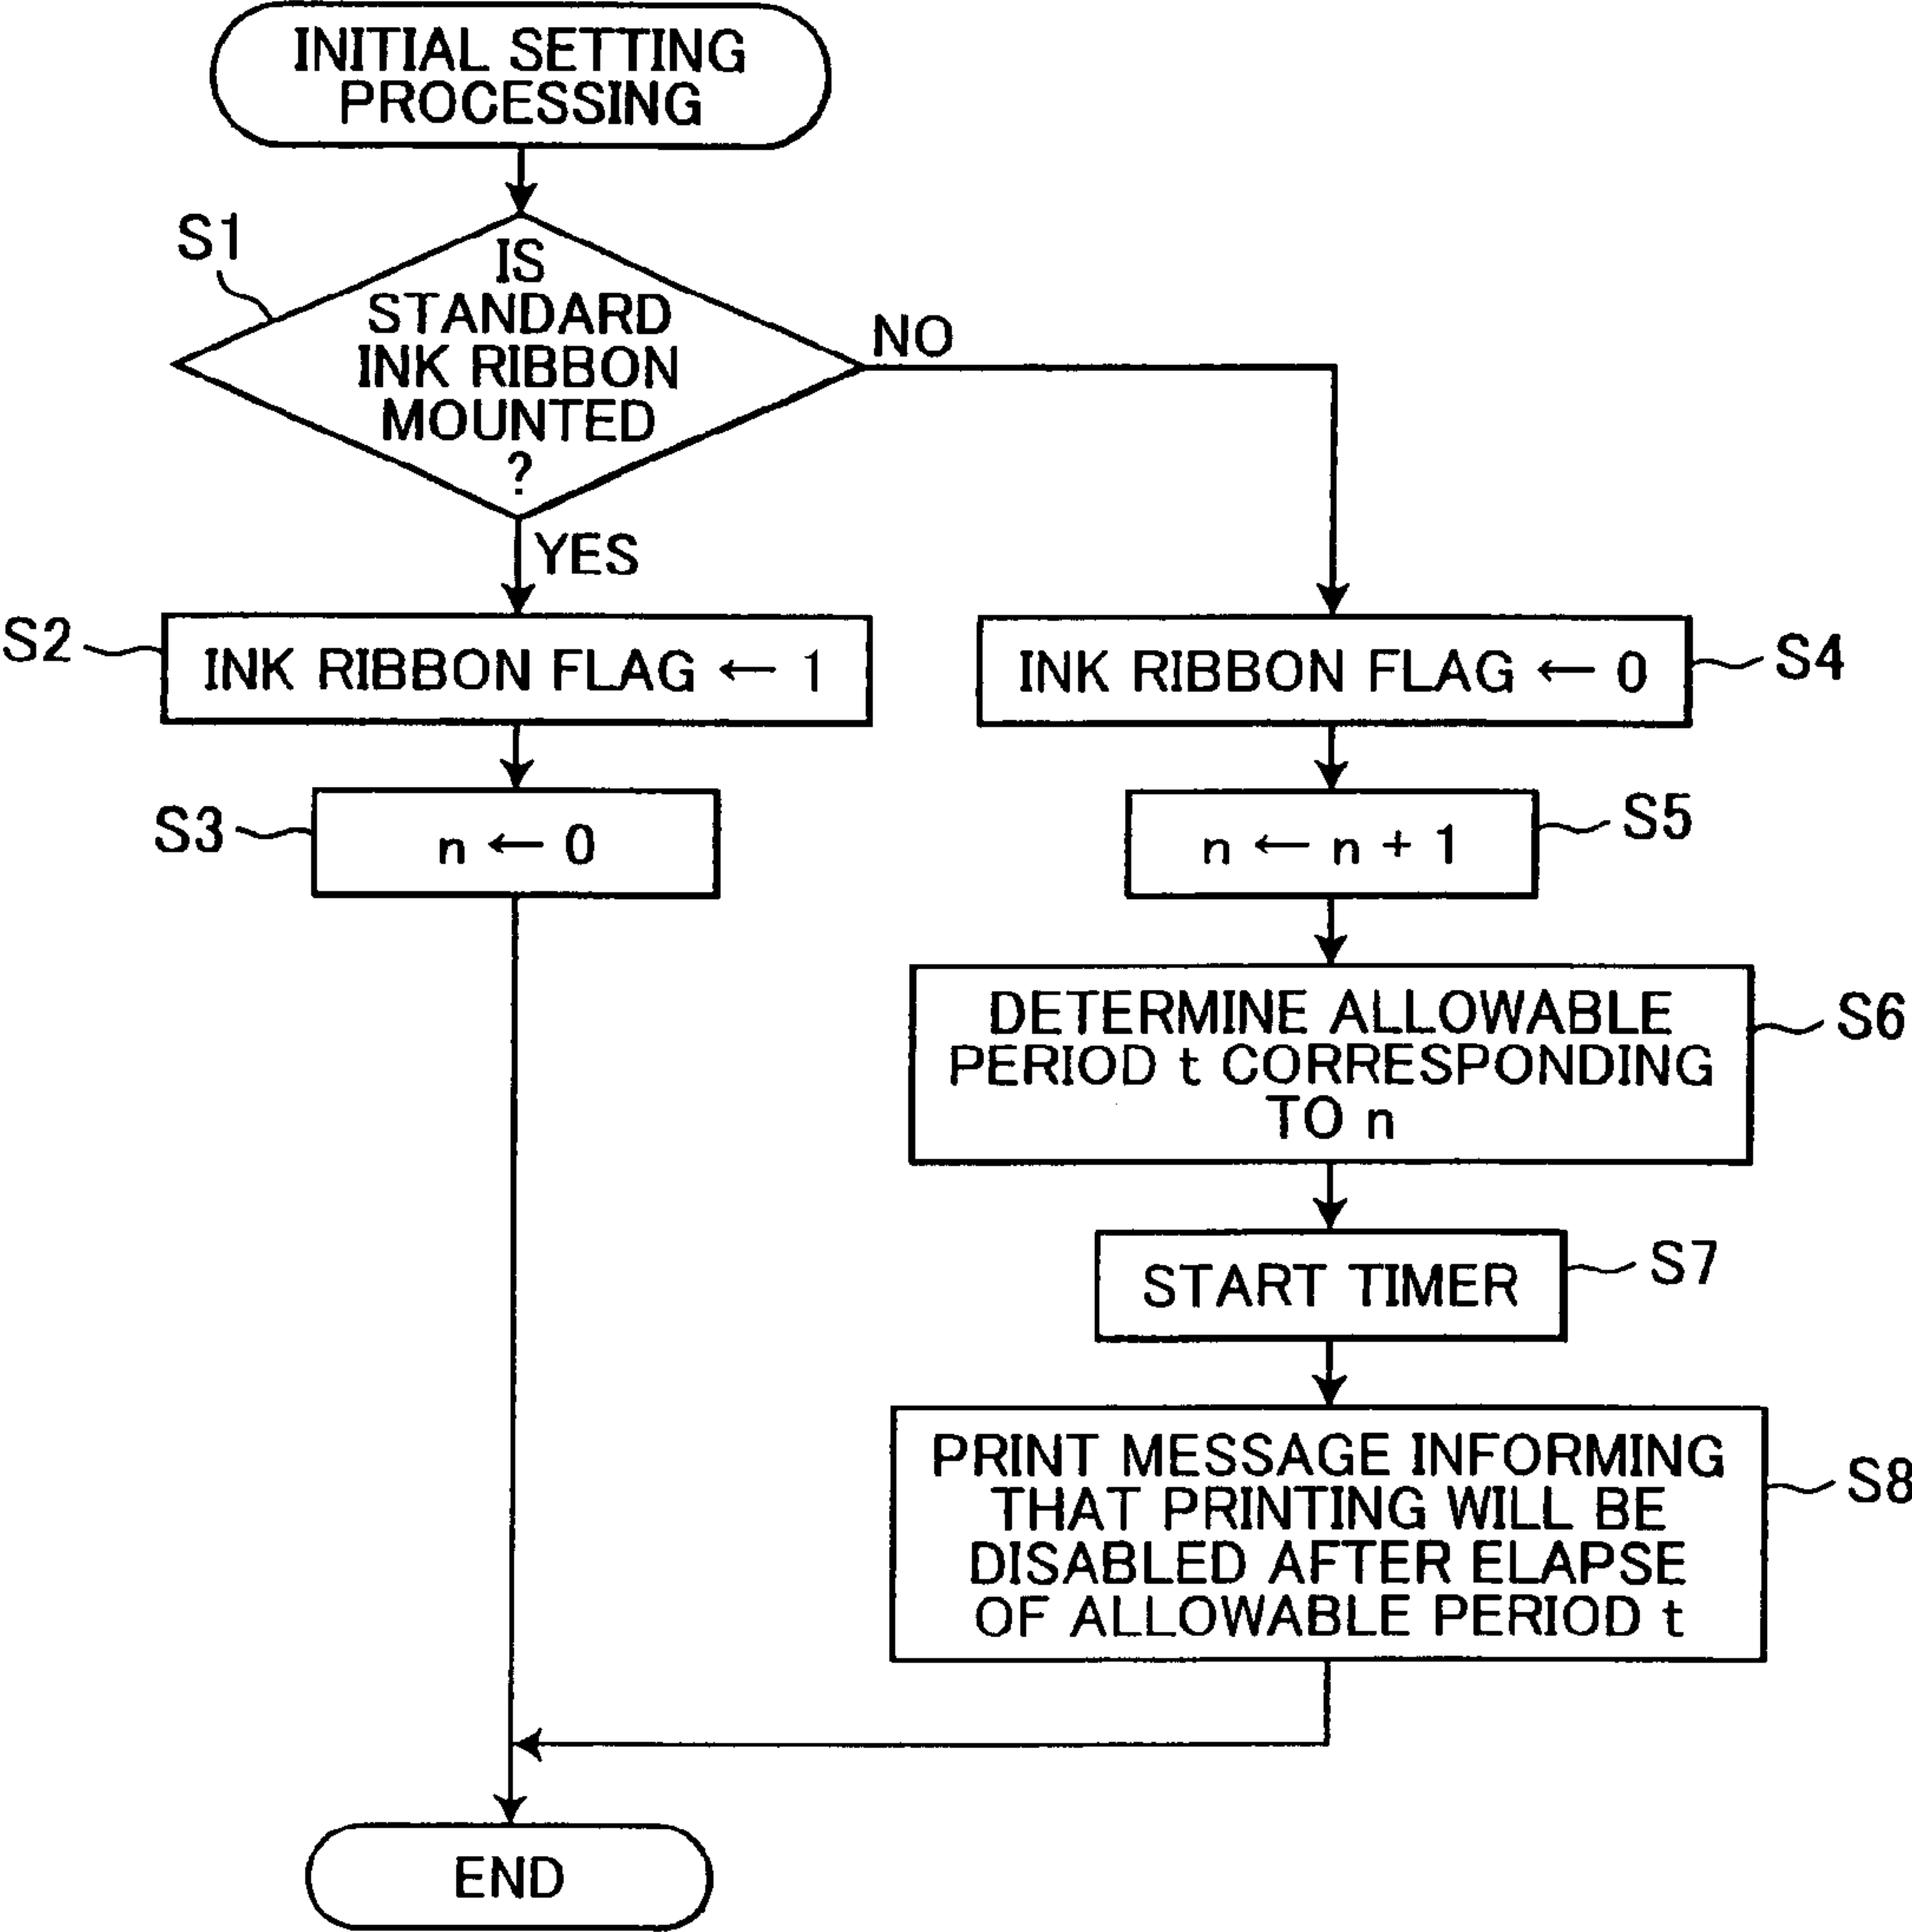 INITIAL SETTING
PROCESSING
S1
IS
STANDARD
INK RIBBON
MOUNTED
?
NO
YES
S2
INK RIBBON FLAG ← 1
S3
n ← 0
INK RIBBON FLAG ← 0
S4
n ← n + 1
S5
DETERMINE ALLOWABLE
PERIOD t CORRESPONDING
TO n
S6
START TIMER
S7
PRINT MESSAGE INFORMING
THAT PRINTING WILL BE
DISABLED AFTER ELAPSE
OF ALLOWABLE PERIOD t
S8
END